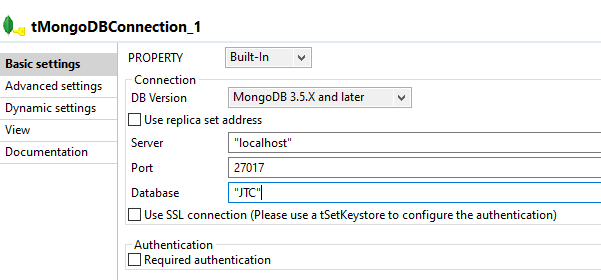 tMongoDBConnection_1
Basic settings
Advanced settings
Dynamic settings
View
Documentation
PROPERTY Built-In
Connection
DB Version MongoDB 3.5.X and later
Use replica set address
Server "localhost"
Port 27017
Database "JTC"
Use SSL connection (Please use a tSetKeystore to configure the authentication)
Authentication
Required authentication